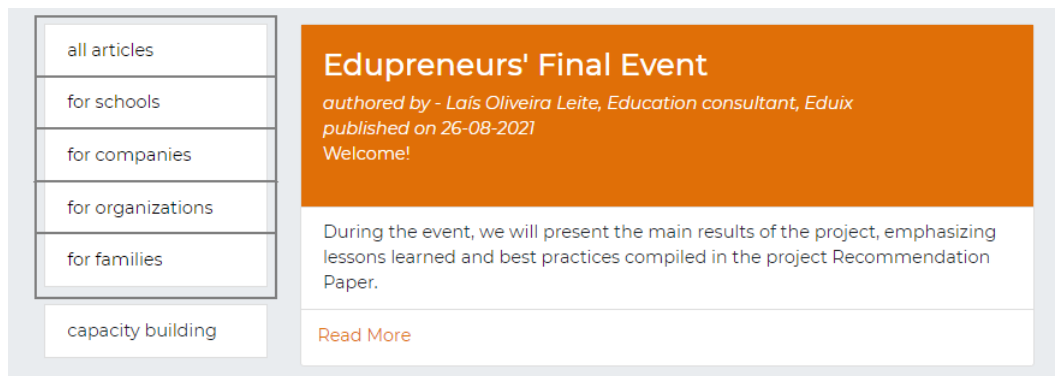 all articles
for schools
for companies
for organizations
for families
capacity building
Edupreneurs' Final Event
authored by - Laís Oliveira Leite, Education consultant, Eduix
published on 26-08-2021
Welcome!
During the event, we will present the main results of the project, emphasizing
lessons learned and best practices compiled in the project Recommendation
Paper.
Read More